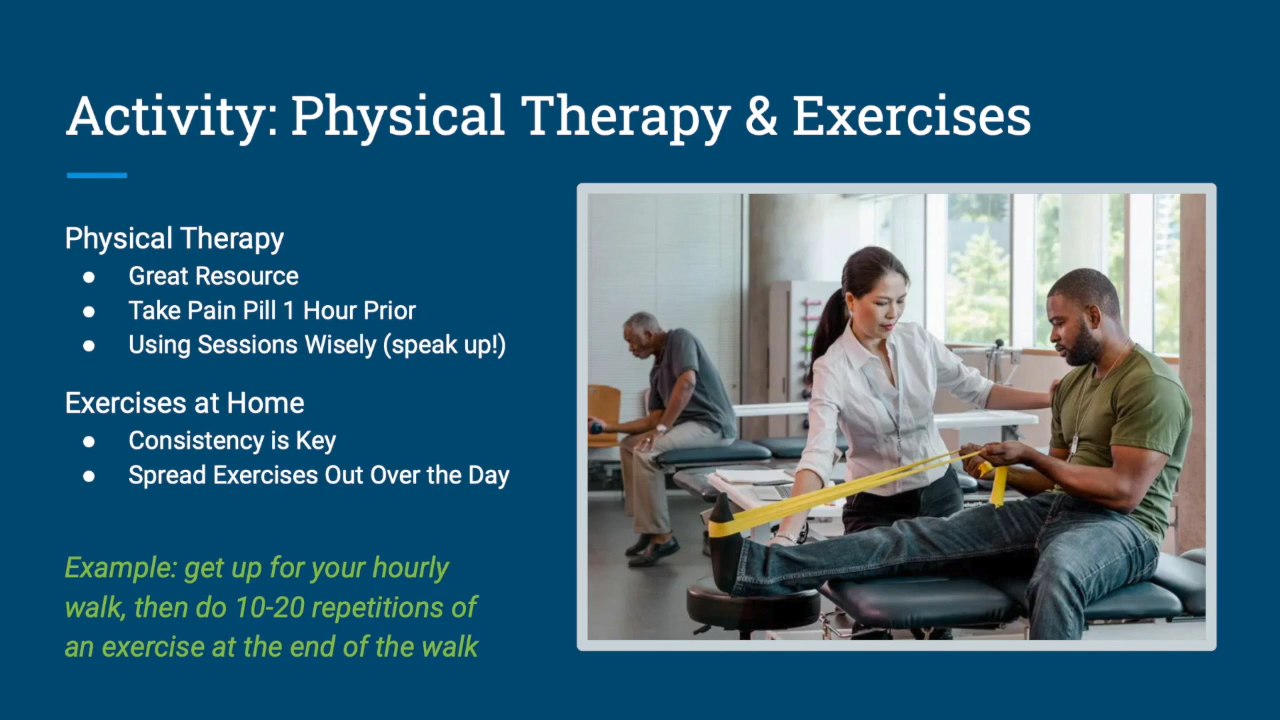 Activity: Physical Therapy & Exercises
Physical Therapy
● Great Resource
● Take Pain Pill 1 Hour Prior
● Using Sessions Wisely (speak up!)
Exercises at Home
● Consistency is Key
● Spread Exercises Out Over the Day
Example: get up for your hourly
walk, then do 10-20 repetitions of
an exercise at the end of the walk